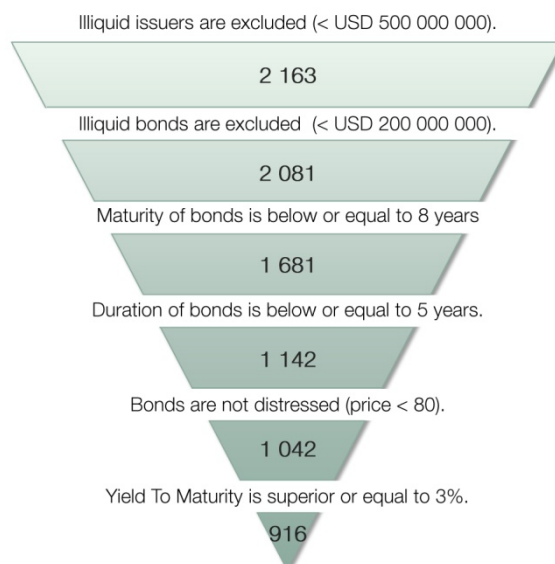 Illiquid issuers are excluded (< USD 500 000 000).
2 163
Illiquid bonds are excluded  (< USD 200 000 000).
2 081
Maturity of bonds is below or equal to 8 years
1 681
Duration of bonds is below or equal to 5 years.
1 142
Bonds are not distressed (price < 80).
1 042
Yield To Maturity is superior or equal to 3%.
916